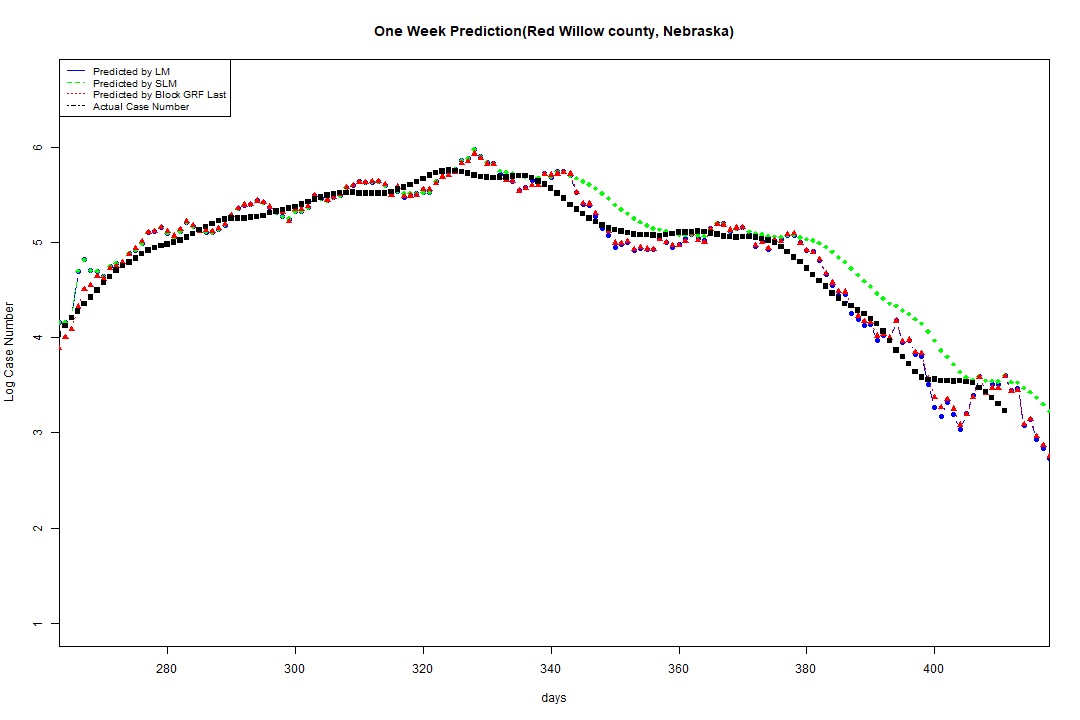 One Week Prediction(Red Willow county, Nebraska)
Predicted by LM
Predicted by SLM
Predicted by Block GRF Last
Actual Case Number
6
5
4
3
2
1
Log Case Number
280 300 320 340 360 380 400
days